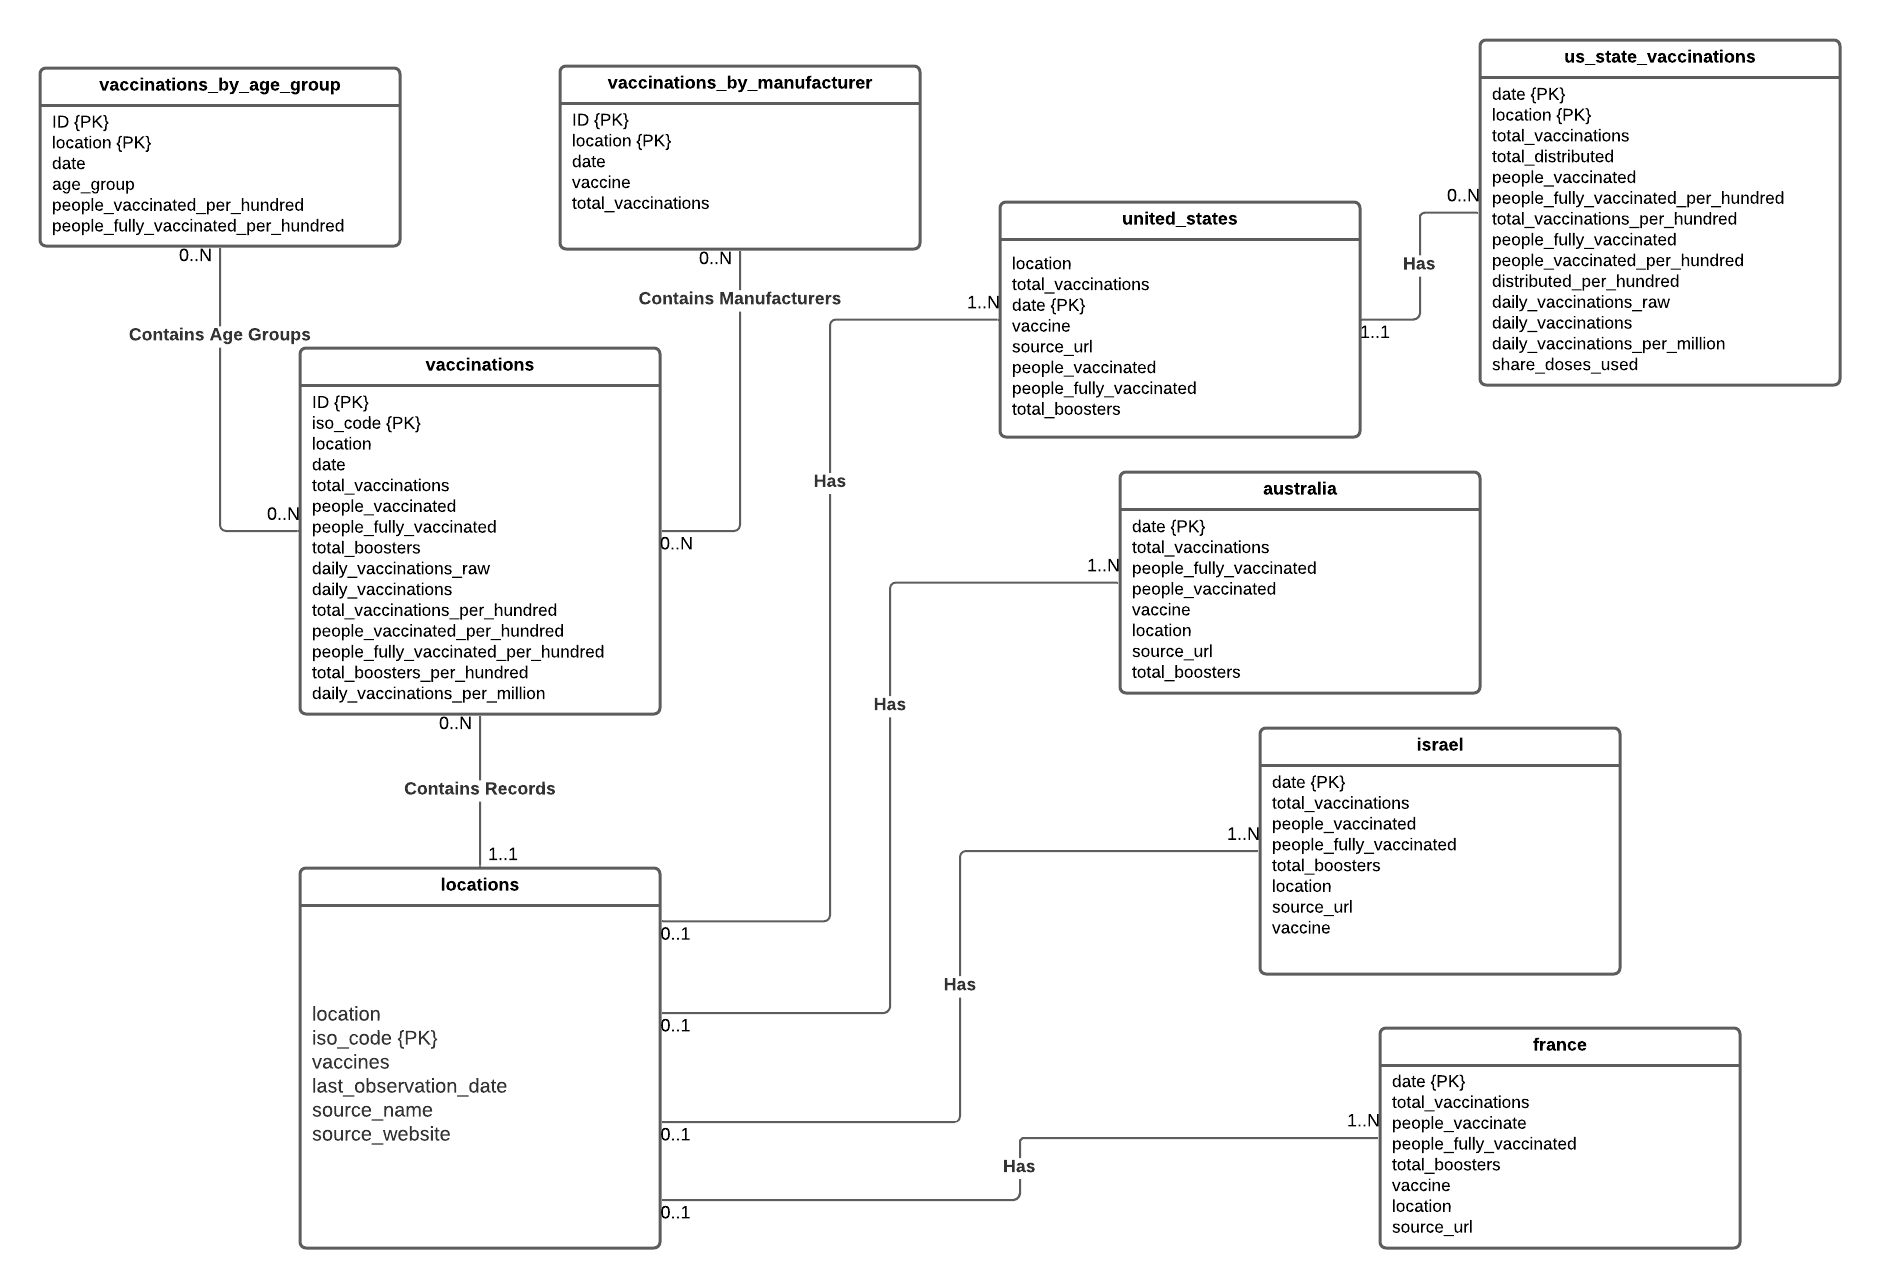 vaccinations_by_age_group
ID {PK}
location {PK}
date
age_group
people_vaccinated_per_hundred
people_fully_vaccinated_per_hundred
0..N
Contains Age Groups
0..N
vaccinations_by_manufacturer
ID {PK}
location {PK}
date
vaccine
total_vaccinations
0..N
Contains Manufacturers
0..N
vaccinations
ID {PK}
iso_code {PK}
location
date
total_vaccinations
people_vaccinated
people_fully_vaccinated
total_boosters
daily_vaccinations_raw
daily_vaccinations
total_vaccinations_per_hundred
people_vaccinated_per_hundred
people_fully_vaccinated_per_hundred
total_boosters_per_hundred
daily_vaccinations_per_million
0..N
Contains Records
1..1
locations
location
iso_code {PK}
vaccines
last_observation_date
source_name
source_website
0..1
0..1
0..1
0..1
Has
Has
Has
Has
1..N
united_states
location
total_vaccinations
date {PK}
vaccine
source_url
people_vaccinated
people_fully_vaccinated
total_boosters
1..1
Has
0..N
us_state_vaccinations
date {PK}
location {PK}
total_vaccinations
total_distributed
people_vaccinated
people_fully_vaccinated_per_hundred
total_vaccinations_per_hundred
people_fully_vaccinated
people_vaccinated_per_hundred
distributed_per_hundred
daily_vaccinations_raw
daily_vaccinations
daily_vaccinations_per_million
share_doses_used
1..N
australia
date {PK}
total_vaccinations
people_fully_vaccinated
people_vaccinated
vaccine
location
source_url
total_boosters
1..N
israel
date {PK}
total_vaccinations
people_vaccinated
people_fully_vaccinated
total_boosters
location
source_url
vaccine
1..N
france
date {PK}
total_vaccinations
people_vaccinate
people_fully_vaccinated
total_boosters
vaccine
location
source_url